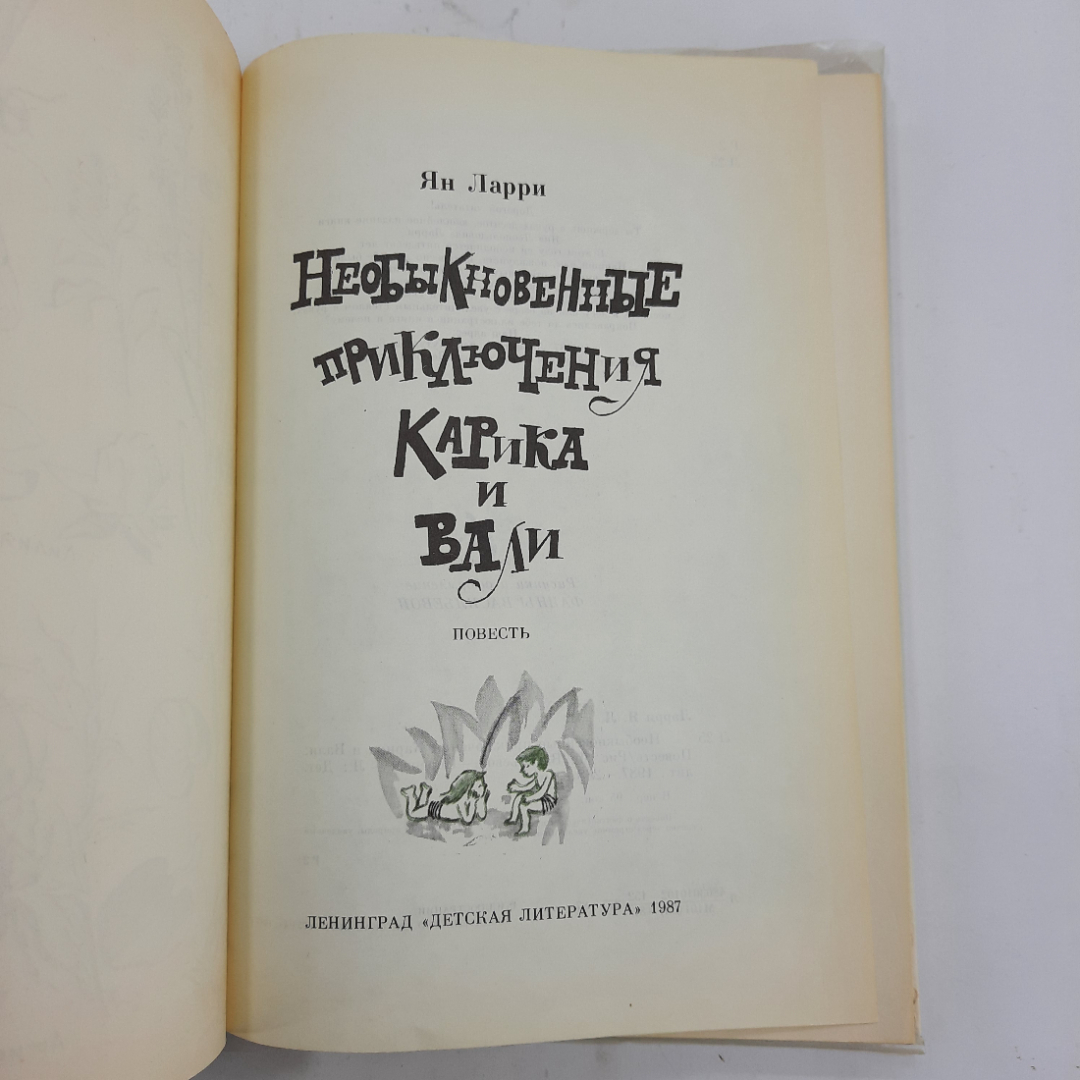 Ян Ларри
Необыкновенные
приключения
Карика
и
Вали
ПОВЕСТЬ
ЛЕНИНГРАД «ДЕТСКАЯ ЛИТЕРАТУРА» 1987